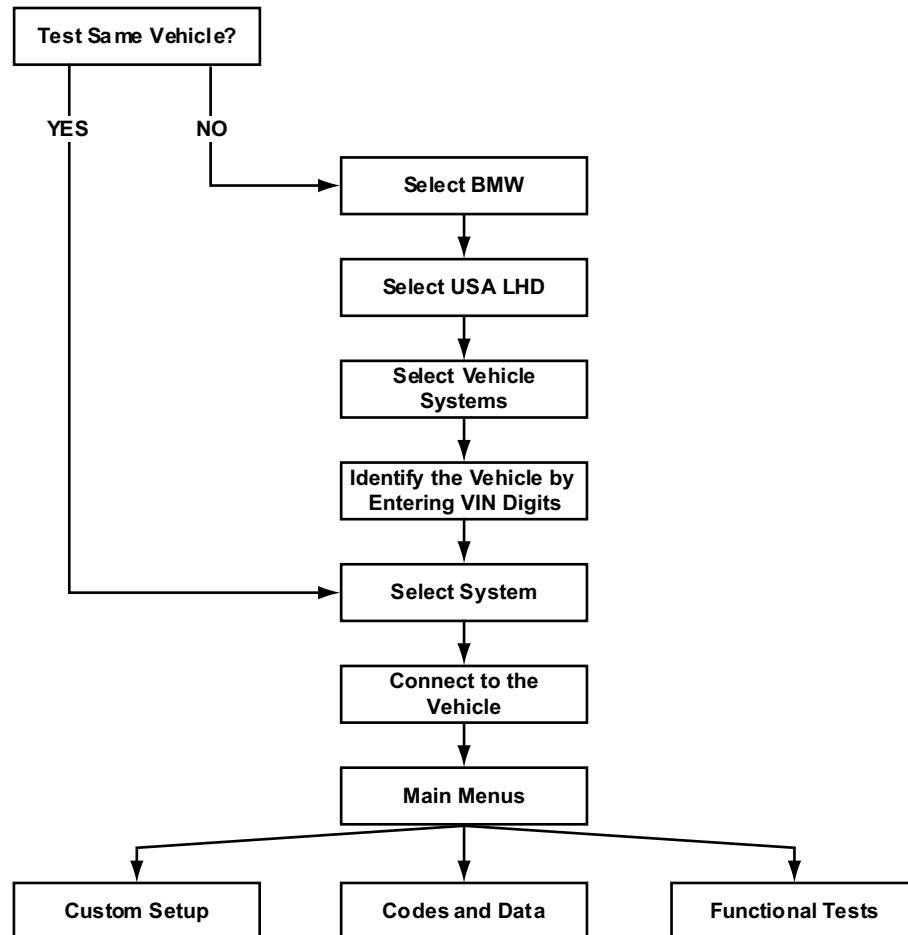 Test Same Vehicle?
YES
NO
Select BMW
Select USA LHD
Select Vehicle
Systems
Identify the Vehicle by
Entering VIN Digits
Select System
Connect to the
Vehicle
Main Menus
Custom Setup
Codes and Data
Functional Tests